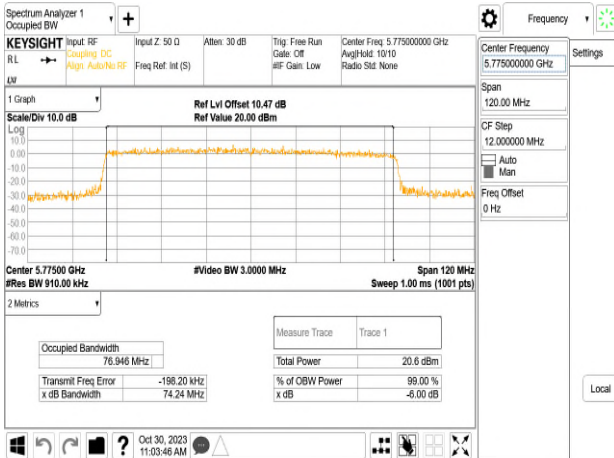 Spectrum Analyzer 1
Occupied BW
Frequency
KEYSIGHT
Input: RF
Input Z: 50 Ω
Atten: 30 dB
Trig: Free Run
Center Freq: 5.775000000 GHz
RL
Coupling: DC
Gate: Off
Avg|Hold: 10/10
Align: Auto/No RF
Freq Ref: Int (S)
#IF Gain: Low
Radio Std: None
Center Frequency
5.775000000 GHz
Settings
Span
120.00 MHz
CF Step
12.000000 MHz
Auto
Man
Freq Offset
0 Hz
Local
1 Graph
Ref Lvl Offset 10.47 dB
Scale/Div 10.0 dB
Ref Value 20.00 dBm
Log
10.0
0.00
-10.0
-20.0
-30.0
-40.0
-50.0
-60.0
-70.0
Center 5.77500 GHz
#Video BW 3.0000 MHz
Span 120 MHz
#Res BW 910.00 kHz
Sweep 1.00 ms (1001 pts)
2 Metrics
Measure Trace
Trace 1
Occupied Bandwidth
76.946 MHz
Total Power
20.6 dBm
Transmit Freq Error
-198.20 kHz
% of OBW Power
99.00 %
x dB Bandwidth
74.24 MHz
x dB
-6.00 dB
?
Oct 30, 2023
11:03:46 AM